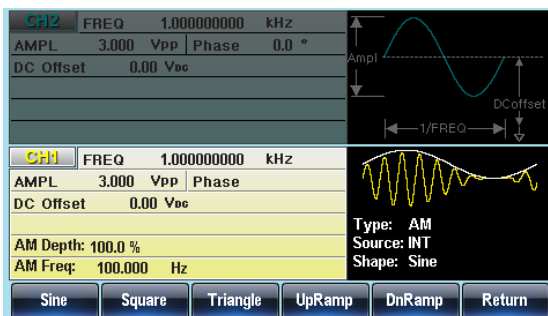 CH2 FREQ 1.000000000 kHz
AMPL 3.000 Vpp Phase 0.0 °
DC Offset 0.00 VDC
Ampl
DCoffset
1/FREQ
CH1 FREQ 1.000000000 kHz
AMPL 3.000 Vpp Phase
DC Offset 0.00 VDC
AM Depth: 100.0 %
AM Freq: 100.000 Hz
Type: AM
Source: INT
Shape: Sine
Sine Square Triangle UpRamp DnRamp Return